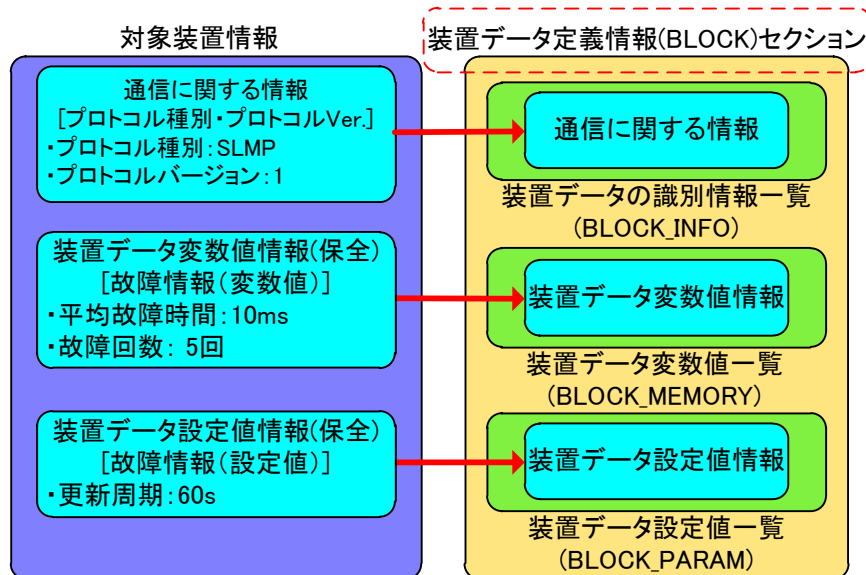 対象装置情報
通信に関する情報
[プロトコル種別・プロトコルVer.]
・プロトコル種別:SLMP
・プロトコルバージョン:1
装置データ変数値情報(保全)
[故障情報(変数値)]
・平均故障時間:10ms
・故障回数: 5回
装置データ設定値情報(保全)
[故障情報(設定値)]
・更新周期:60s
装置データ定義情報(BLOCK)セクション
通信に関する情報
装置データの識別情報一覧
(BLOCK_INFO)
装置データ変数値情報
装置データ変数値一覧
(BLOCK_MEMORY)
装置データ設定値情報
装置データ設定値一覧
(BLOCK_PARAM)